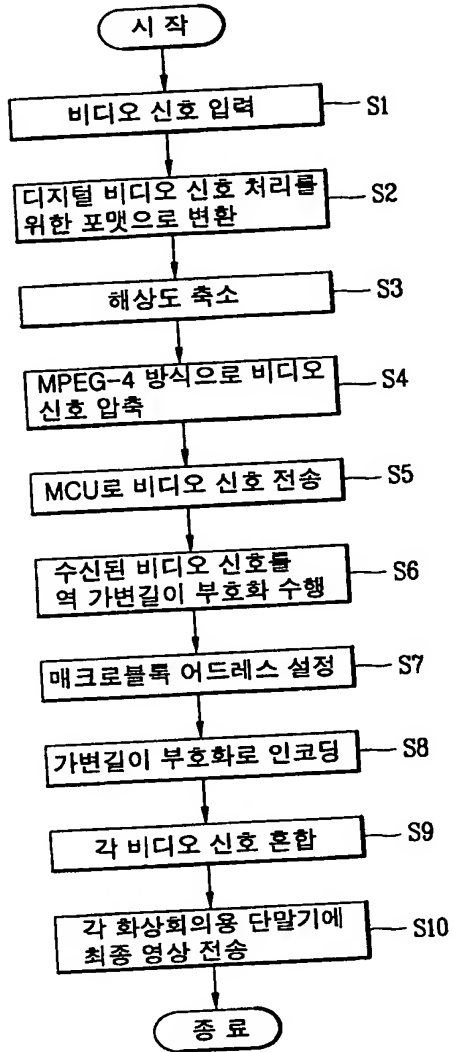 시 작
비디오 신호 입력
S1
디지털 비디오 신호 처리를
위한 포맷으로 변환
S2
해상도 축소
S3
MPEG-4 방식으로 비디오
신호 압축
S4
MCU로 비디오 신호 전송
S5
수신된 비디오 신호를
역 가변길이 부호화 수행
S6
매크로블록 어드레스 설정
S7
가변길이 부호화로 인코딩
S8
각 비디오 신호 혼합
S9
각 화상회의용 단말기에
최종 영상 전송
S10
종 료